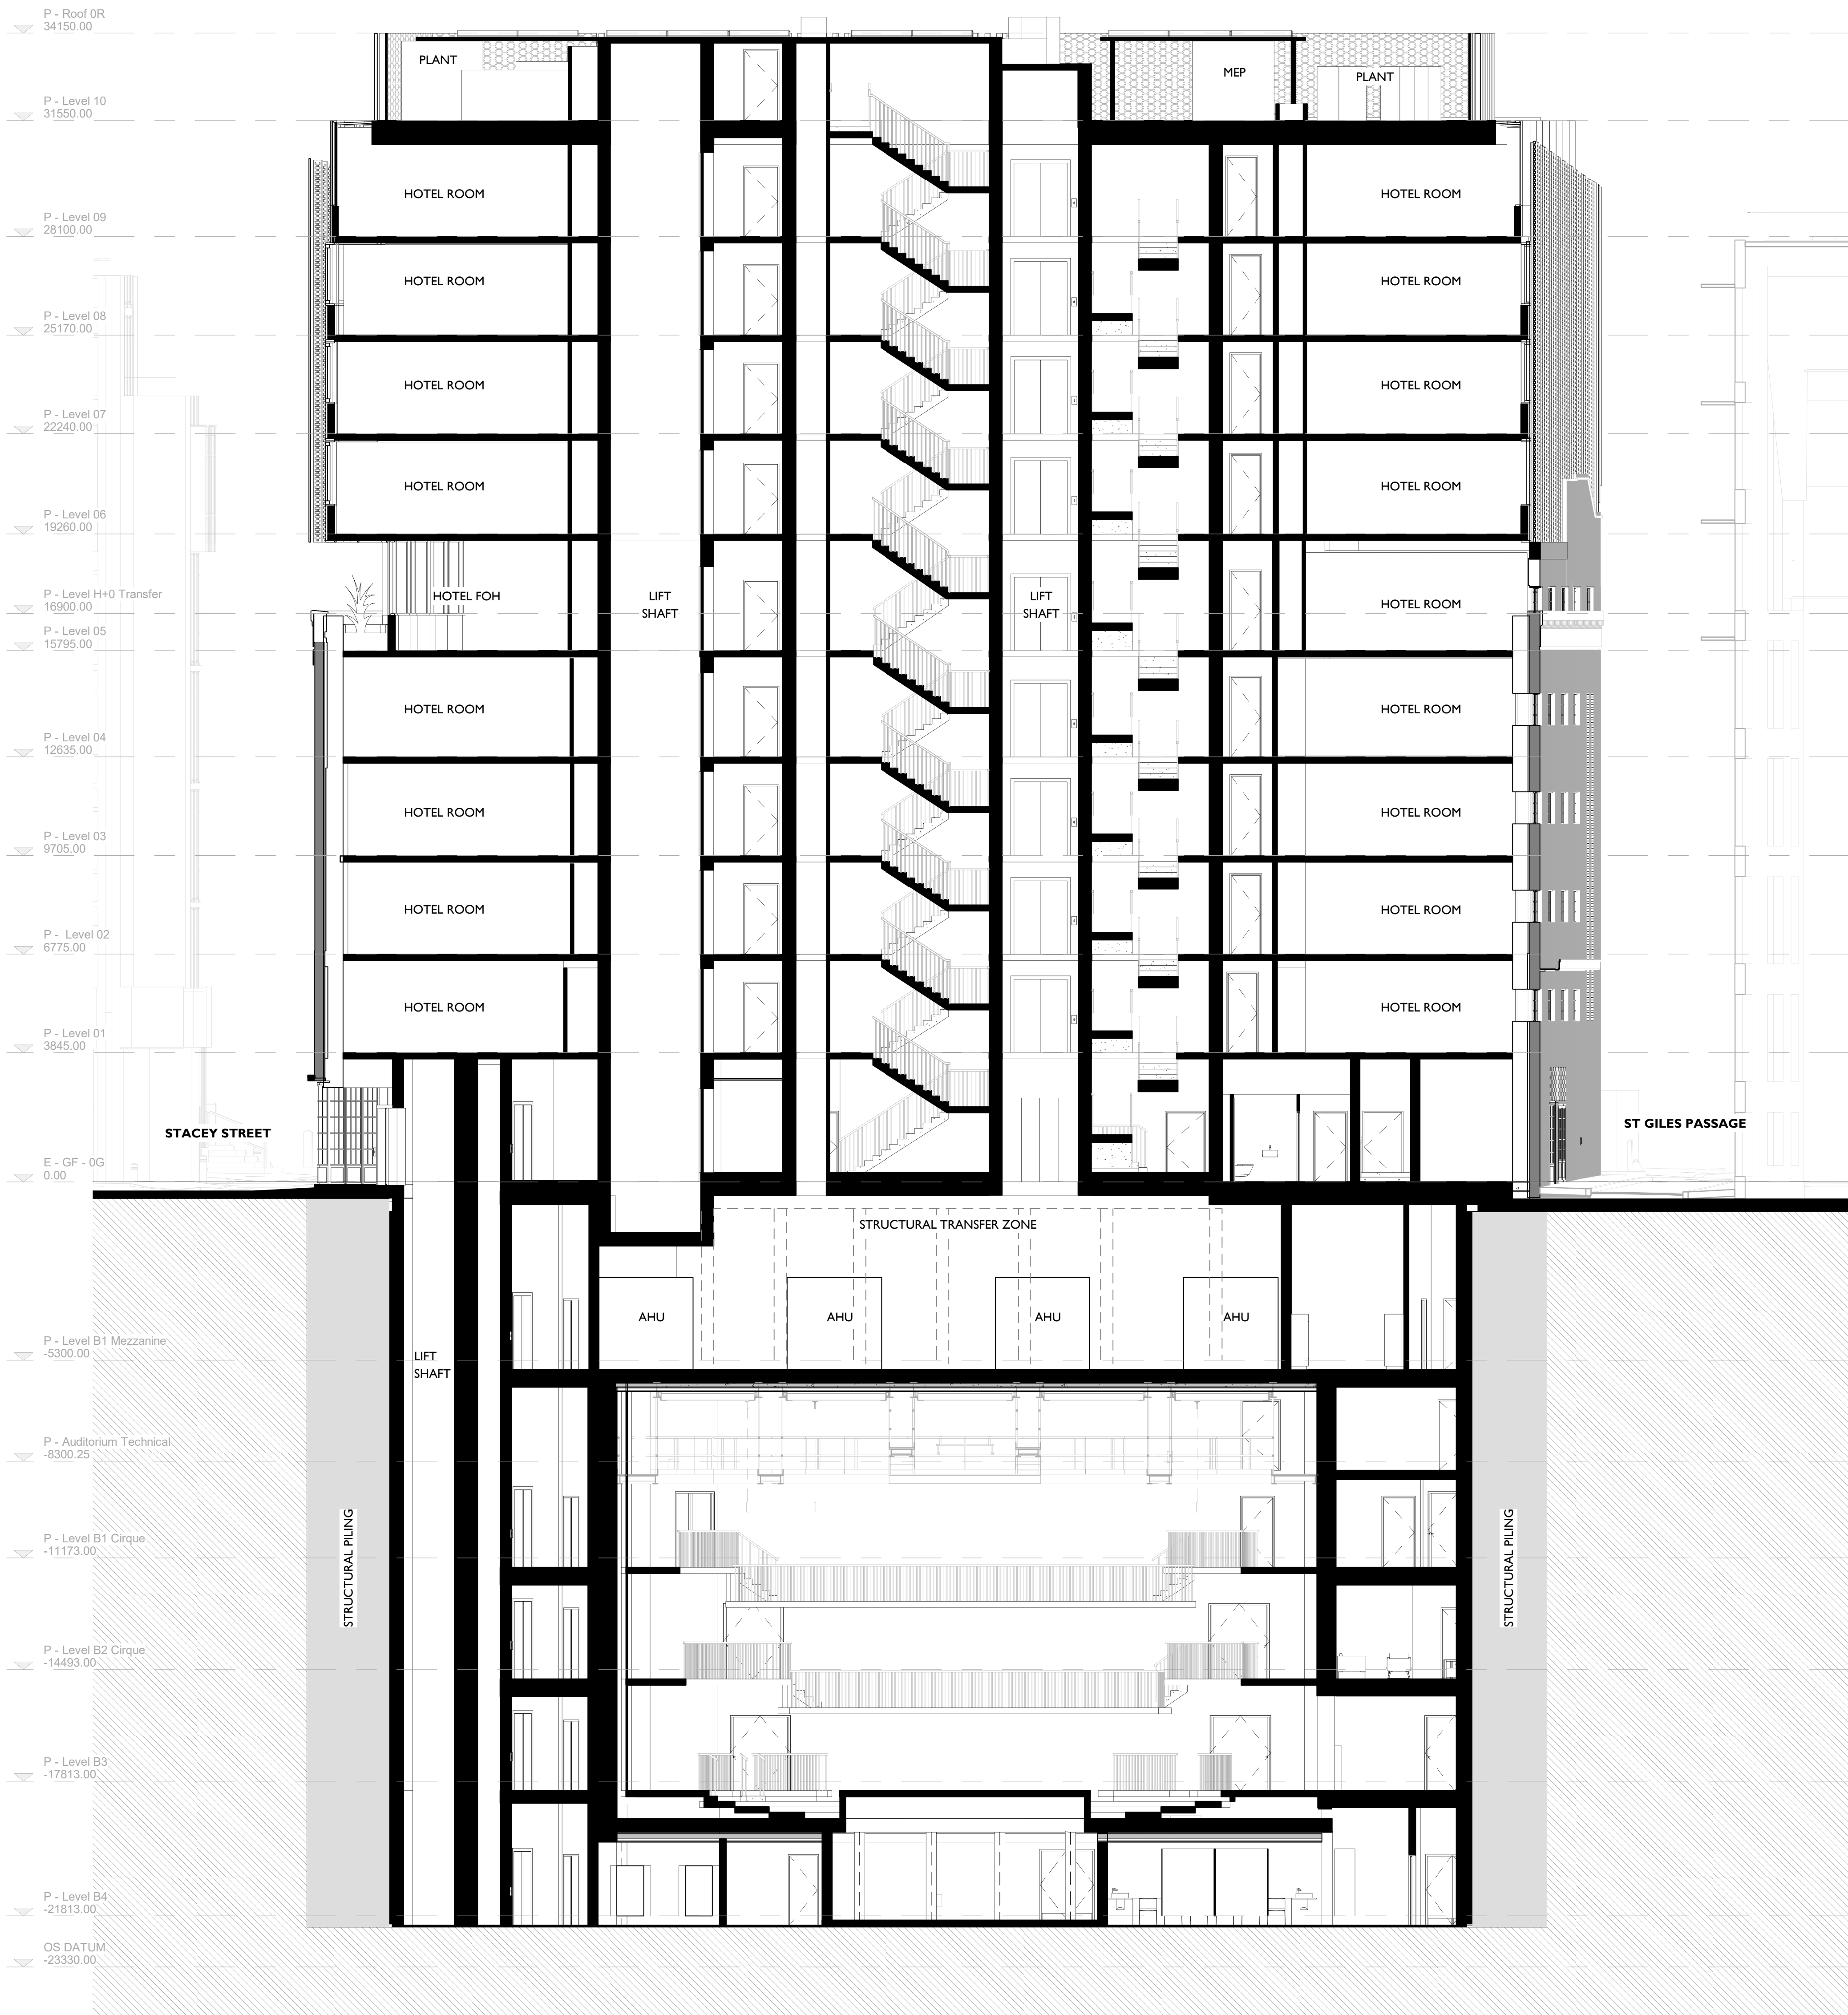 P - Roof 0R
34150.00
PLANT
MEP
PLANT
P - Level 10
31550.00
HOTEL ROOM
HOTEL ROOM
P - Level 09
28100.00
HOTEL ROOM
HOTEL ROOM
P - Level 08
25170.00
HOTEL ROOM
HOTEL ROOM
P - Level 07
22240.00
HOTEL ROOM
HOTEL ROOM
P - Level 06
19260.00
P - Level H+0 Transfer
16900.00
HOTEL FOH
LIFT
SHAFT
LIFT
SHAFT
HOTEL ROOM
P - Level 05
15795.00
HOTEL ROOM
HOTEL ROOM
P - Level 04
12635.00
HOTEL ROOM
HOTEL ROOM
P - Level 03
9705.00
HOTEL ROOM
HOTEL ROOM
P - Level 02
6775.00
HOTEL ROOM
HOTEL ROOM
P - Level 01
3845.00
STACEY STREET
ST GILES PASSAGE
E - GF - 0G
0.00
STRUCTURAL TRANSFER ZONE
AHU
AHU
AHU
AHU
P - Level B1 Mezzanine
-5300.00
LIFT
SHAFT
P - Auditorium Technical
-8300.25
STRUCTURAL PILING
STRUCTURAL PILING
P - Level B1 Cirque
-11173.00
P - Level B2 Cirque
-14493.00
P - Level B3
-17813.00
P - Level B4
-21813.00
OS DATUM
-23330.00